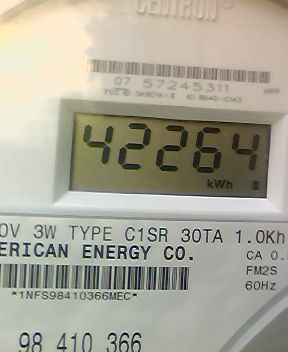 CENTRON®
07 57245311
42264
kWh
0V 3W TYPE C1SR 30TA 1.0Kh
ERICAN ENERGY CO.
CA 0.
*1NFS98410366MEC*
FM2S
60Hz
98 410 366